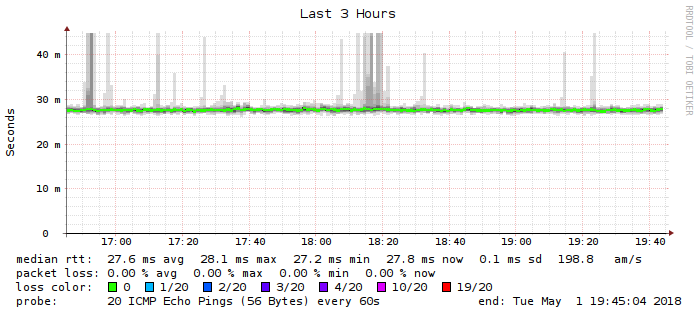 Last 3 Hours
RRDTOOL / TOBI OETIKER
Seconds
40 m
30 m
20 m
10 m
0
17:00 17:20 17:40 18:00 18:20 18:40 19:00 19:20 19:40
median rtt: 27.6 ms avg 28.1 ms max 27.2 ms min 27.8 ms now 0.1 ms sd 198.8 am/s
packet loss: 0.00 % avg 0.00 % max 0.00 % min 0.00 % now
loss color: 0 1/20 2/20 3/20 4/20 10/20 19/20
probe: 20 ICMP Echo Pings (56 Bytes) every 60s end: Tue May 1 19:45:04 2018